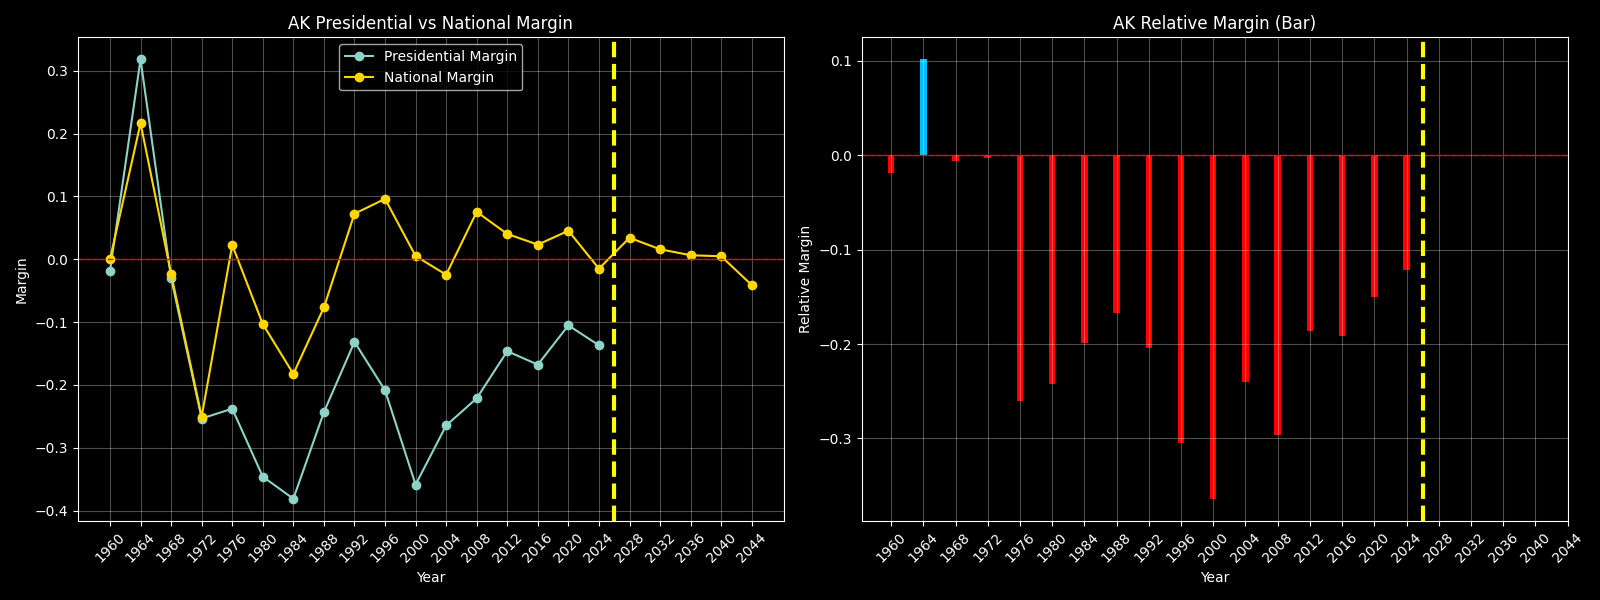 AK Presidential vs National Margin
Presidential Margin
National Margin
Margin
0.3
0.2
0.1
0.0
−0.1
−0.2
−0.3
−0.4
1960 1964 1968 1972 1976 1980 1984 1988 1992 1996 2000 2004 2008 2012 2016 2020 2024 2028 2032 2036 2040 2044
Year
AK Relative Margin (Bar)
Relative Margin
0.1
0.0
−0.1
−0.2
−0.3
1960 1964 1968 1972 1976 1980 1984 1988 1992 1996 2000 2004 2008 2012 2016 2020 2024 2028 2032 2036 2040 2044
Year